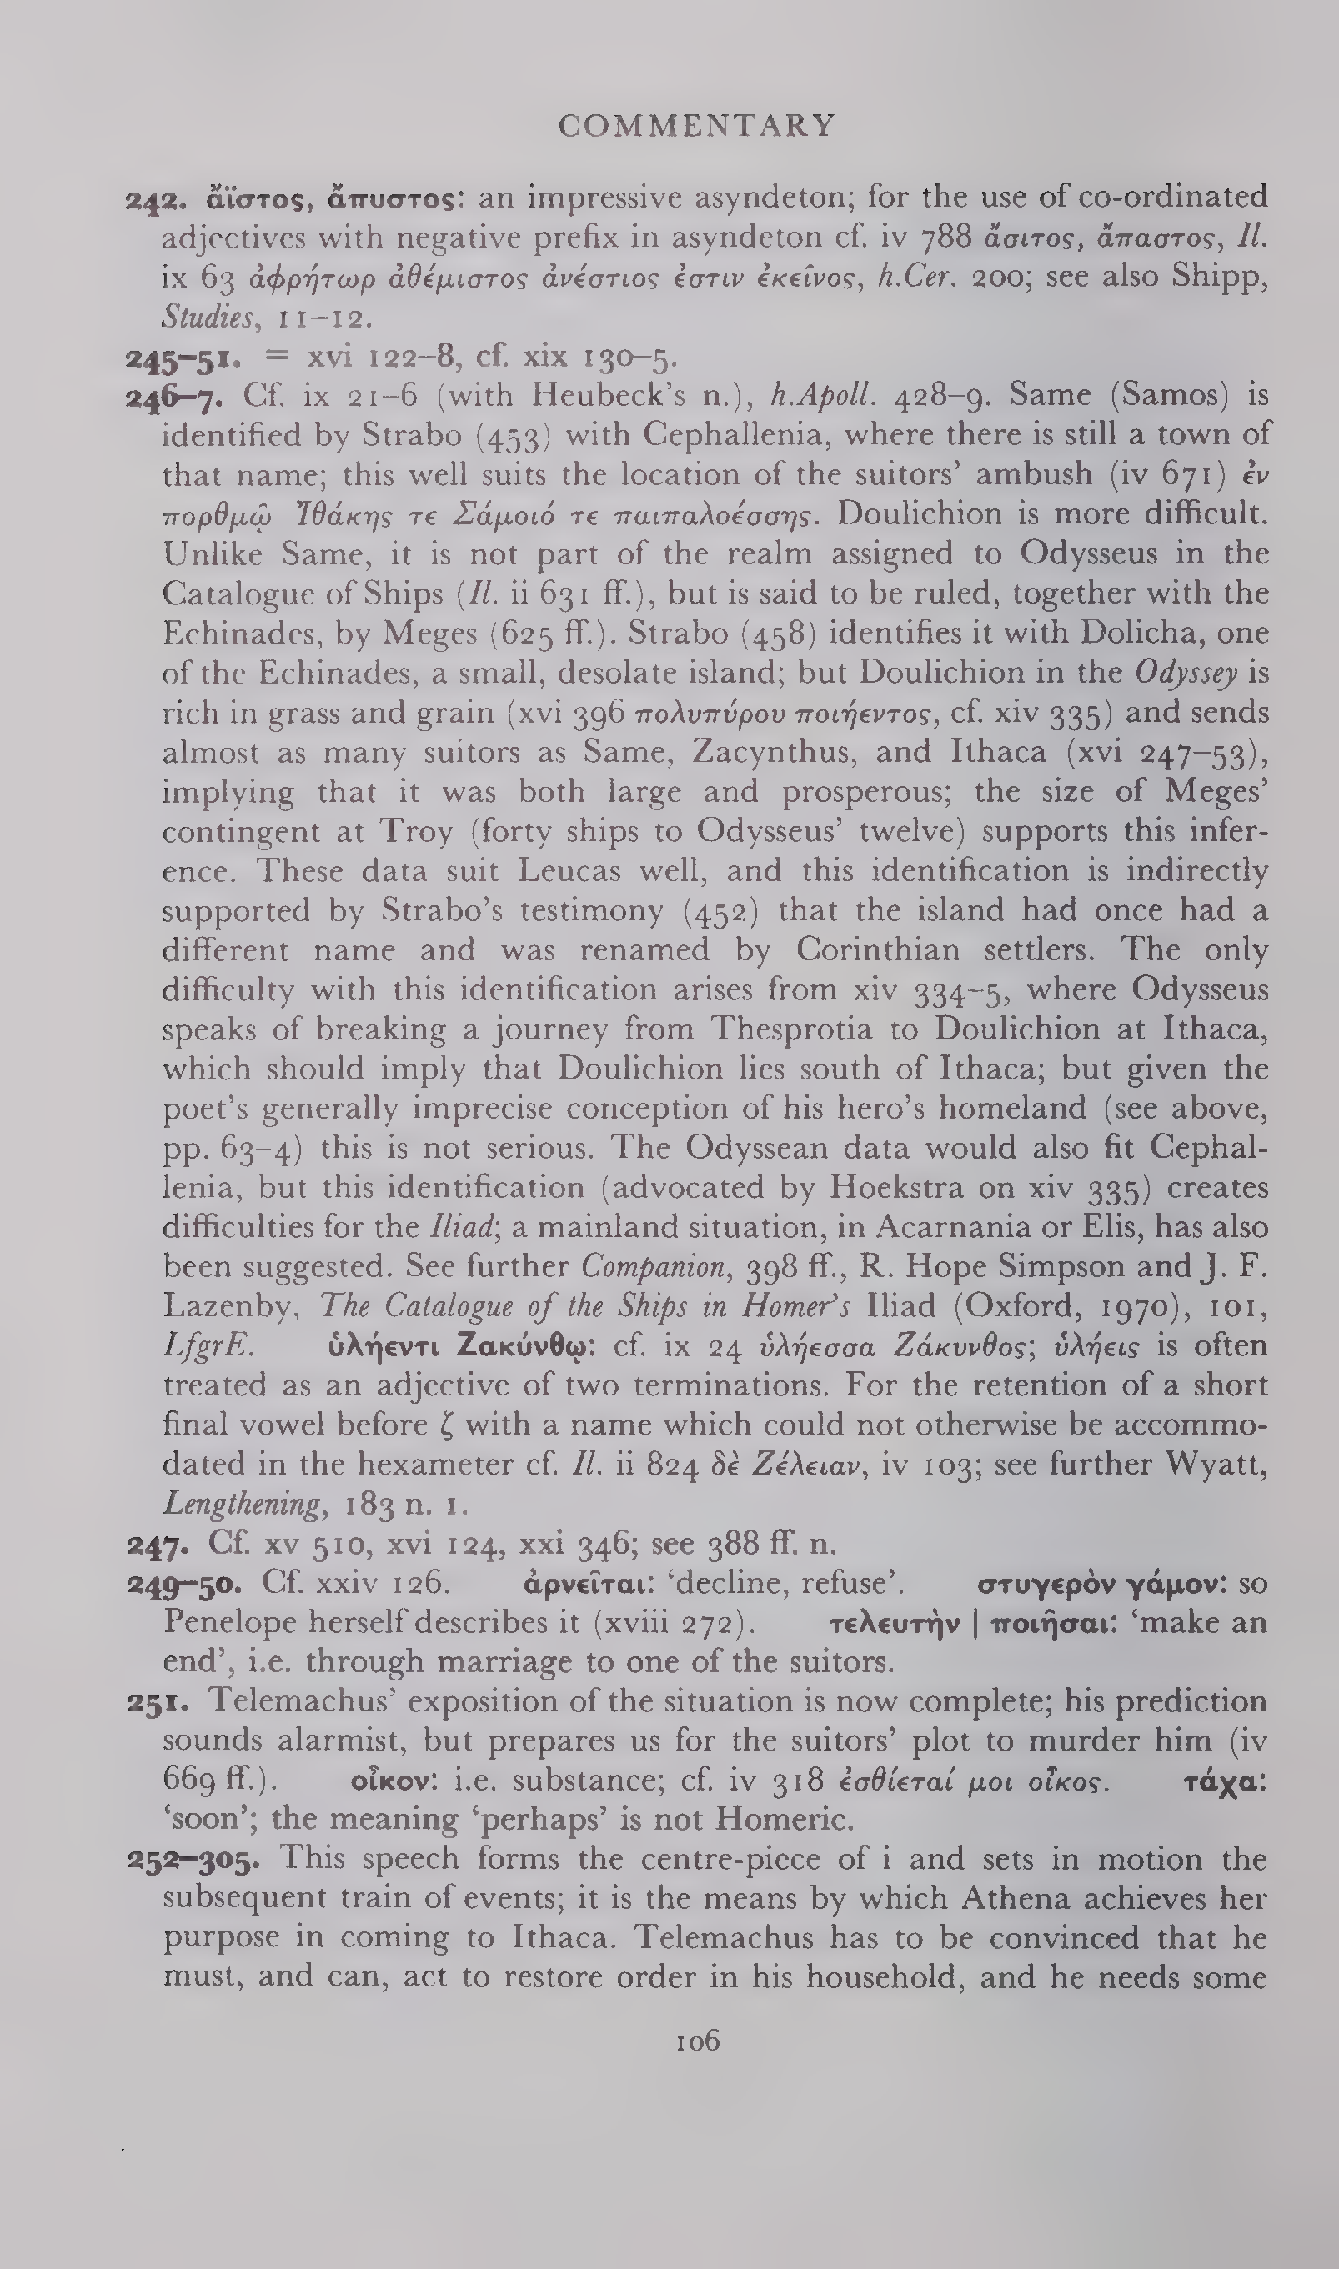 COMMENTARY
242. ἄϊστος, ἄπυστος: an impressive asyndeton; for the use of co-ordinated
adjectives with negative prefix in asyndeton cf. iv 788 ἄσιτος, ἄπαστος, Il.
ix 63 ἀφρήτωρ ἀθέμιστος ἀνέστιος ἐστιν ἐκεῖνος, h.Cer. 200; see also Shipp,
Studies, 11–12.
245–51. = xvi 122–8, cf. xix 130–5.
246–7. Cf. ix 21–6 (with Heubeck's n.), h.Apoll. 428–9. Same (Samos) is
identified by Strabo (453) with Cephallenia, where there is still a town of
that name; this well suits the location of the suitors' ambush (iv 671) ἐν
πορθμῷ Ἰθάκης τε Σάμοιό τε παιπαλοέσσης. Doulichion is more difficult.
Unlike Same, it is not part of the realm assigned to Odysseus in the
Catalogue of Ships (Il. ii 631 ff.), but is said to be ruled, together with the
Echinades, by Meges (625 ff.). Strabo (458) identifies it with Dolicha, one
of the Echinades, a small, desolate island; but Doulichion in the Odyssey is
rich in grass and grain (xvi 396 πολυπύρου ποιήεντος, cf. xiv 335) and sends
almost as many suitors as Same, Zacynthus, and Ithaca (xvi 247–53),
implying that it was both large and prosperous; the size of Meges'
contingent at Troy (forty ships to Odysseus' twelve) supports this infer-
ence. These data suit Leucas well, and this identification is indirectly
supported by Strabo's testimony (452) that the island had once had a
different name and was renamed by Corinthian settlers. The only
difficulty with this identification arises from xiv 334–5, where Odysseus
speaks of breaking a journey from Thesprotia to Doulichion at Ithaca,
which should imply that Doulichion lies south of Ithaca; but given the
poet's generally imprecise conception of his hero's homeland (see above,
pp. 63–4) this is not serious. The Odyssean data would also fit Cephal-
lenia, but this identification (advocated by Hoekstra on xiv 335) creates
difficulties for the Iliad; a mainland situation, in Acarnania or Elis, has also
been suggested. See further Companion, 398 ff., R. Hope Simpson and J. F.
Lazenby, The Catalogue of the Ships in Homer's Iliad (Oxford, 1970), 101,
LfgrE. ὑλήεντι Ζακύνθῳ: cf. ix 24 ὑλήεσσα Ζάκυνθος; ὑλήεις is often
treated as an adjective of two terminations. For the retention of a short
final vowel before ζ with a name which could not otherwise be accommo-
dated in the hexameter cf. Il. ii 824 δὲ Ζέλειαν, iv 103; see further Wyatt,
Lengthening, 183 n. 1.
247. Cf. xv 510, xvi 124, xxi 346; see 388 ff. n.
249–50. Cf. xxiv 126. ἀρνεῖται: 'decline, refuse'. στυγερὸν γάμον: so
Penelope herself describes it (xviii 272). τελευτὴν | ποιῆσαι: 'make an
end', i.e. through marriage to one of the suitors.
251. Telemachus' exposition of the situation is now complete; his prediction
sounds alarmist, but prepares us for the suitors' plot to murder him (iv
669 ff.). οἶκον: i.e. substance; cf. iv 318 ἐσθίεταί μοι οἶκος. τάχα:
'soon'; the meaning 'perhaps' is not Homeric.
252–305. This speech forms the centre-piece of i and sets in motion the
subsequent train of events; it is the means by which Athena achieves her
purpose in coming to Ithaca. Telemachus has to be convinced that he
must, and can, act to restore order in his household, and he needs some
106